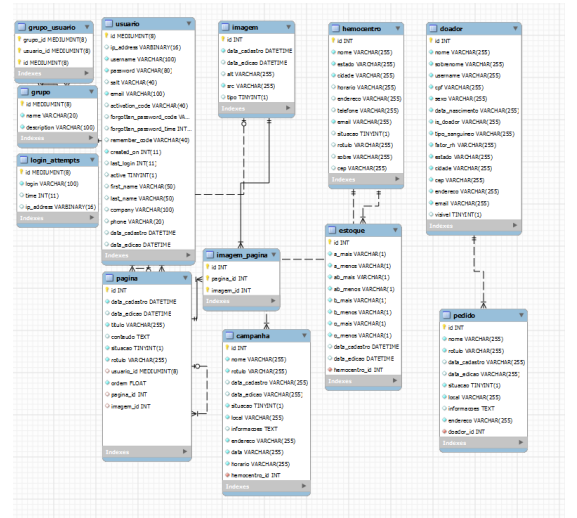 grupo_usuario
grupo_id MEDIUMINT(8)
usuario_id MEDIUMINT(8)
id MEDIUMINT(8)
Indexes
grupo
id MEDIUMINT(8)
name VARCHAR(20)
description VARCHAR(100)
Indexes
login_attempts
id MEDIUMINT(8)
login VARCHAR(100)
time INT(11)
ip_address VARBINARY(16)
Indexes
usuario
id MEDIUMINT(8)
ip_address VARBINARY(16)
username VARCHAR(100)
password VARCHAR(80)
salt VARCHAR(40)
email VARCHAR(100)
activation_code VARCHAR(40)
forgotten_password_code VA...
forgotten_password_time INT...
remember_code VARCHAR(40)
created_on INT(11)
last_login INT(11)
active TINYINT(1)
first_name VARCHAR(50)
last_name VARCHAR(50)
company VARCHAR(100)
phone VARCHAR(20)
data_cadastro DATETIME
data_edicao DATETIME
Indexes
imagem
id INT
data_cadastro DATETIME
data_edicao DATETIME
alt VARCHAR(255)
src VARCHAR(255)
tipo TINYINT(1)
Indexes
hemocentro
id INT
nome VARCHAR(255)
estado VARCHAR(255)
cidade VARCHAR(255)
horario VARCHAR(255)
endereco VARCHAR(255)
telefone VARCHAR(255)
email VARCHAR(255)
situacao TINYINT(1)
rotulo VARCHAR(255)
sobre VARCHAR(255)
cep VARCHAR(255)
Indexes
doador
id INT
nome VARCHAR(255)
sobrenome VARCHAR(255)
username VARCHAR(255)
cpf VARCHAR(255)
sexo VARCHAR(255)
data_nascimento VARCHAR(255)
is_doador VARCHAR(255)
tipo_sanguineo VARCHAR(255)
fator_rh VARCHAR(255)
estado VARCHAR(255)
cidade VARCHAR(255)
cep VARCHAR(255)
endereco VARCHAR(255)
email VARCHAR(255)
visivel TINYINT(1)
Indexes
pagina
id INT
data_cadastro DATETIME
data_edicao DATETIME
titulo VARCHAR(255)
conteudo TEXT
situacao TINYINT(1)
rotulo VARCHAR(255)
usuario_id MEDIUMINT(8)
ordem FLOAT
pagina_id INT
imagem_id INT
Indexes
imagem_pagina
id INT
pagina_id INT
imagem_id INT
Indexes
campanha
id INT
nome VARCHAR(255)
rotulo VARCHAR(255)
data_cadastro VARCHAR(255)
data_edicao VARCHAR(255)
situacao TINYINT(1)
local VARCHAR(255)
informacoes TEXT
endereco VARCHAR(255)
data VARCHAR(255)
horario VARCHAR(255)
hemocentro_id INT
Indexes
estoque
id INT
a_mais VARCHAR(1)
a_menos VARCHAR(1)
ab_mais VARCHAR(1)
ab_menos VARCHAR(1)
b_mais VARCHAR(1)
b_menos VARCHAR(1)
o_mais VARCHAR(1)
o_menos VARCHAR(1)
data_cadastro DATETIME
data_edicao DATETIME
hemocentro_id INT
Indexes
pedido
id INT
nome VARCHAR(255)
rotulo VARCHAR(255)
data_cadastro VARCHAR(255)
data_edicao VARCHAR(255)
situacao TINYINT(1)
local VARCHAR(255)
informacoes TEXT
endereco VARCHAR(255)
doador_id INT
Indexes